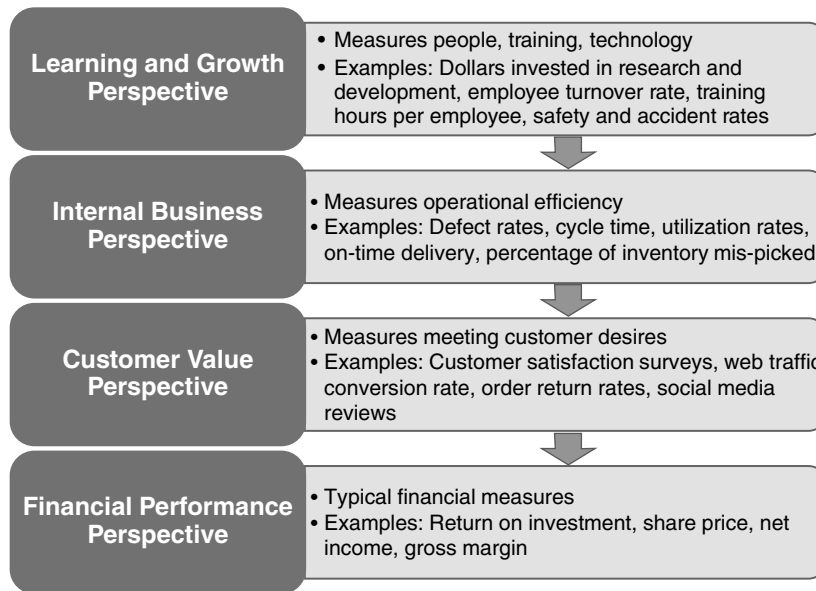 Learning and Growth
Perspective
• Measures people, training, technology
• Examples: Dollars invested in research and
development, employee turnover rate, training
hours per employee, safety and accident rates
Internal Business
Perspective
• Measures operational efficiency
• Examples: Defect rates, cycle time, utilization rates,
on-time delivery, percentage of inventory mis-picked
Customer Value
Perspective
• Measures meeting customer desires
• Examples: Customer satisfaction surveys, web traffic
conversion rate, order return rates, social media
reviews
Financial Performance
Perspective
• Typical financial measures
• Examples: Return on investment, share price, net
income, gross margin